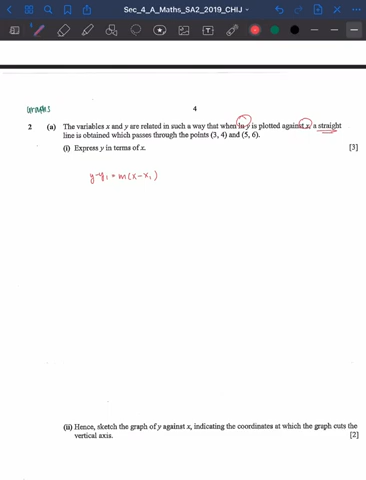 Sec_4_A_Maths_SA2_2019_CHIJ
GRAPHS
4
2 (a) The variables x and y are related in such a way that when ln y is plotted against x, a straight
line is obtained which passes through the points (3, 4) and (5, 6).
(i) Express y in terms of x. [3]
y - y₁ = m(x - x₁)
(ii) Hence, sketch the graph of y against x, indicating the coordinates at which the graph cuts the
vertical axis. [2]